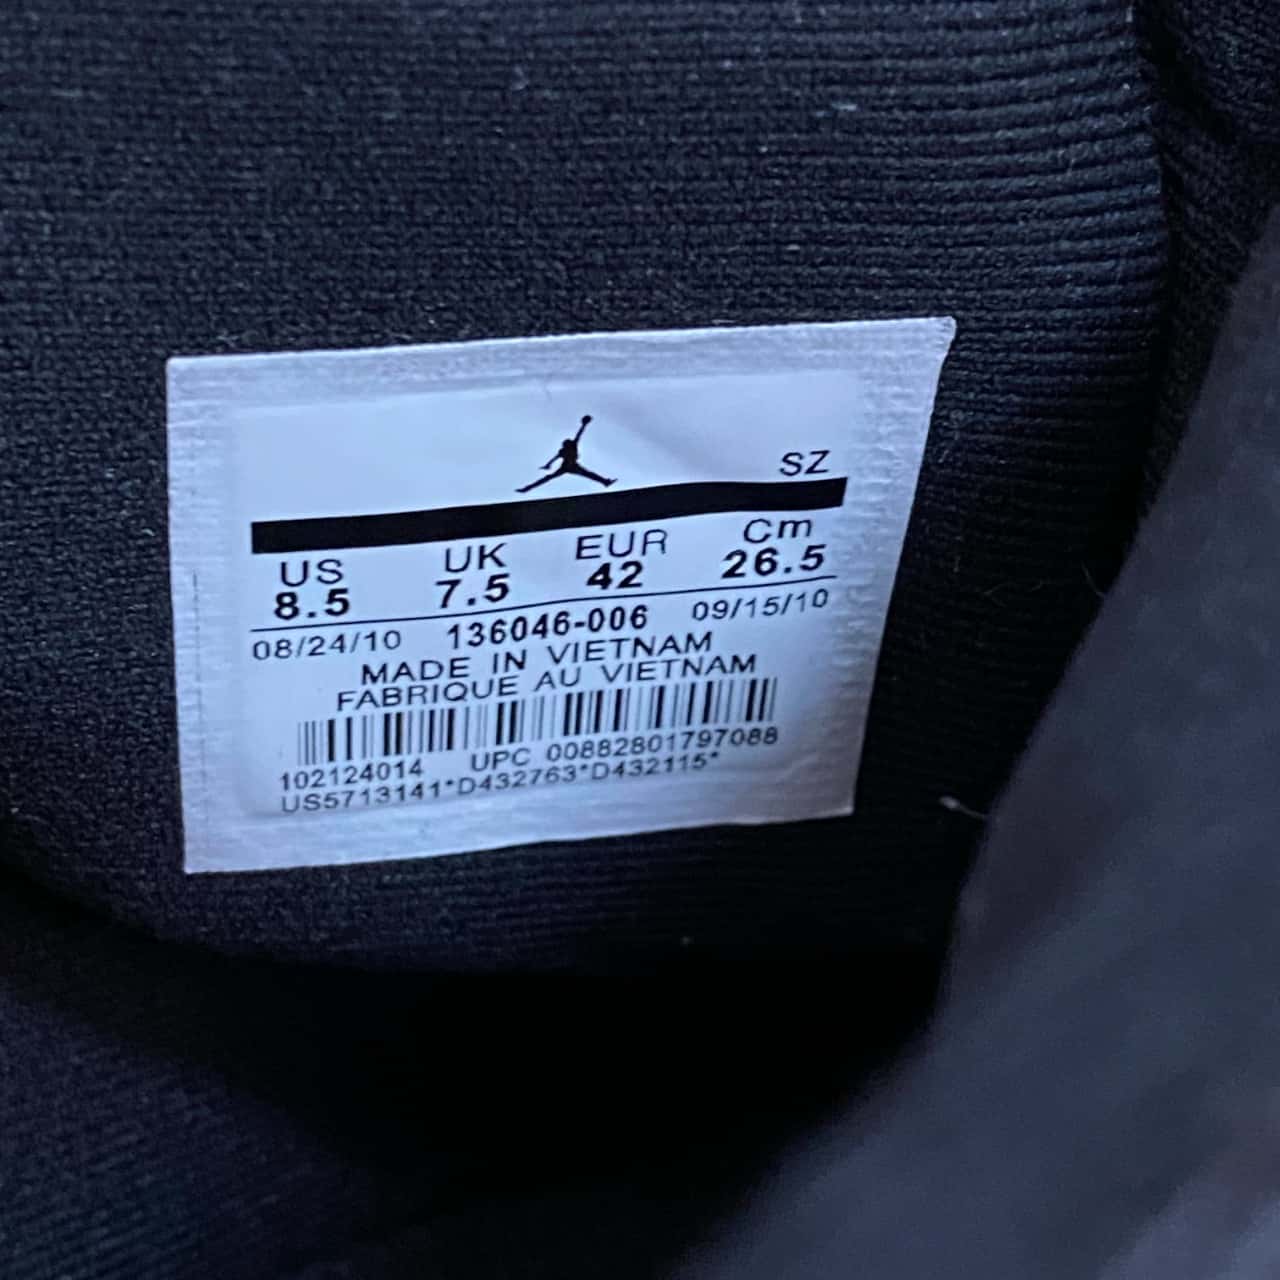 SZ
US UK EUR Cm
8.5 7.5 42 26.5
08/24/10 136046-006 09/15/10
MADE IN VIETNAM
FABRIQUE AU VIETNAM
102124014 UPC 00882801797088
US5713141*D432763*D432115*